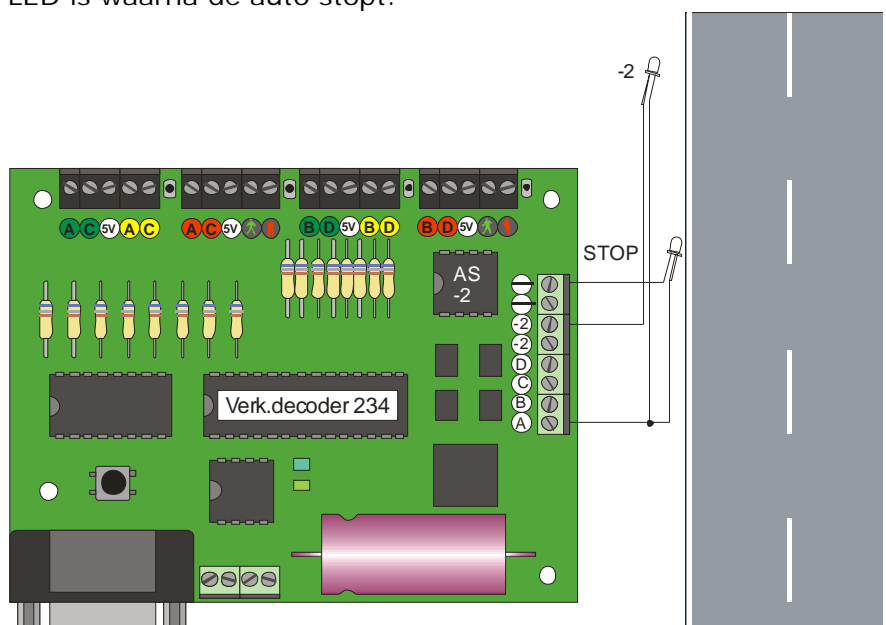 LED is waarna de auto stopt.
-2
A C 5V A C A C 5V B D 5V B D B D 5V
STOP
AS
-2
-2
-2
D
C
B
A
Verk.decoder 234